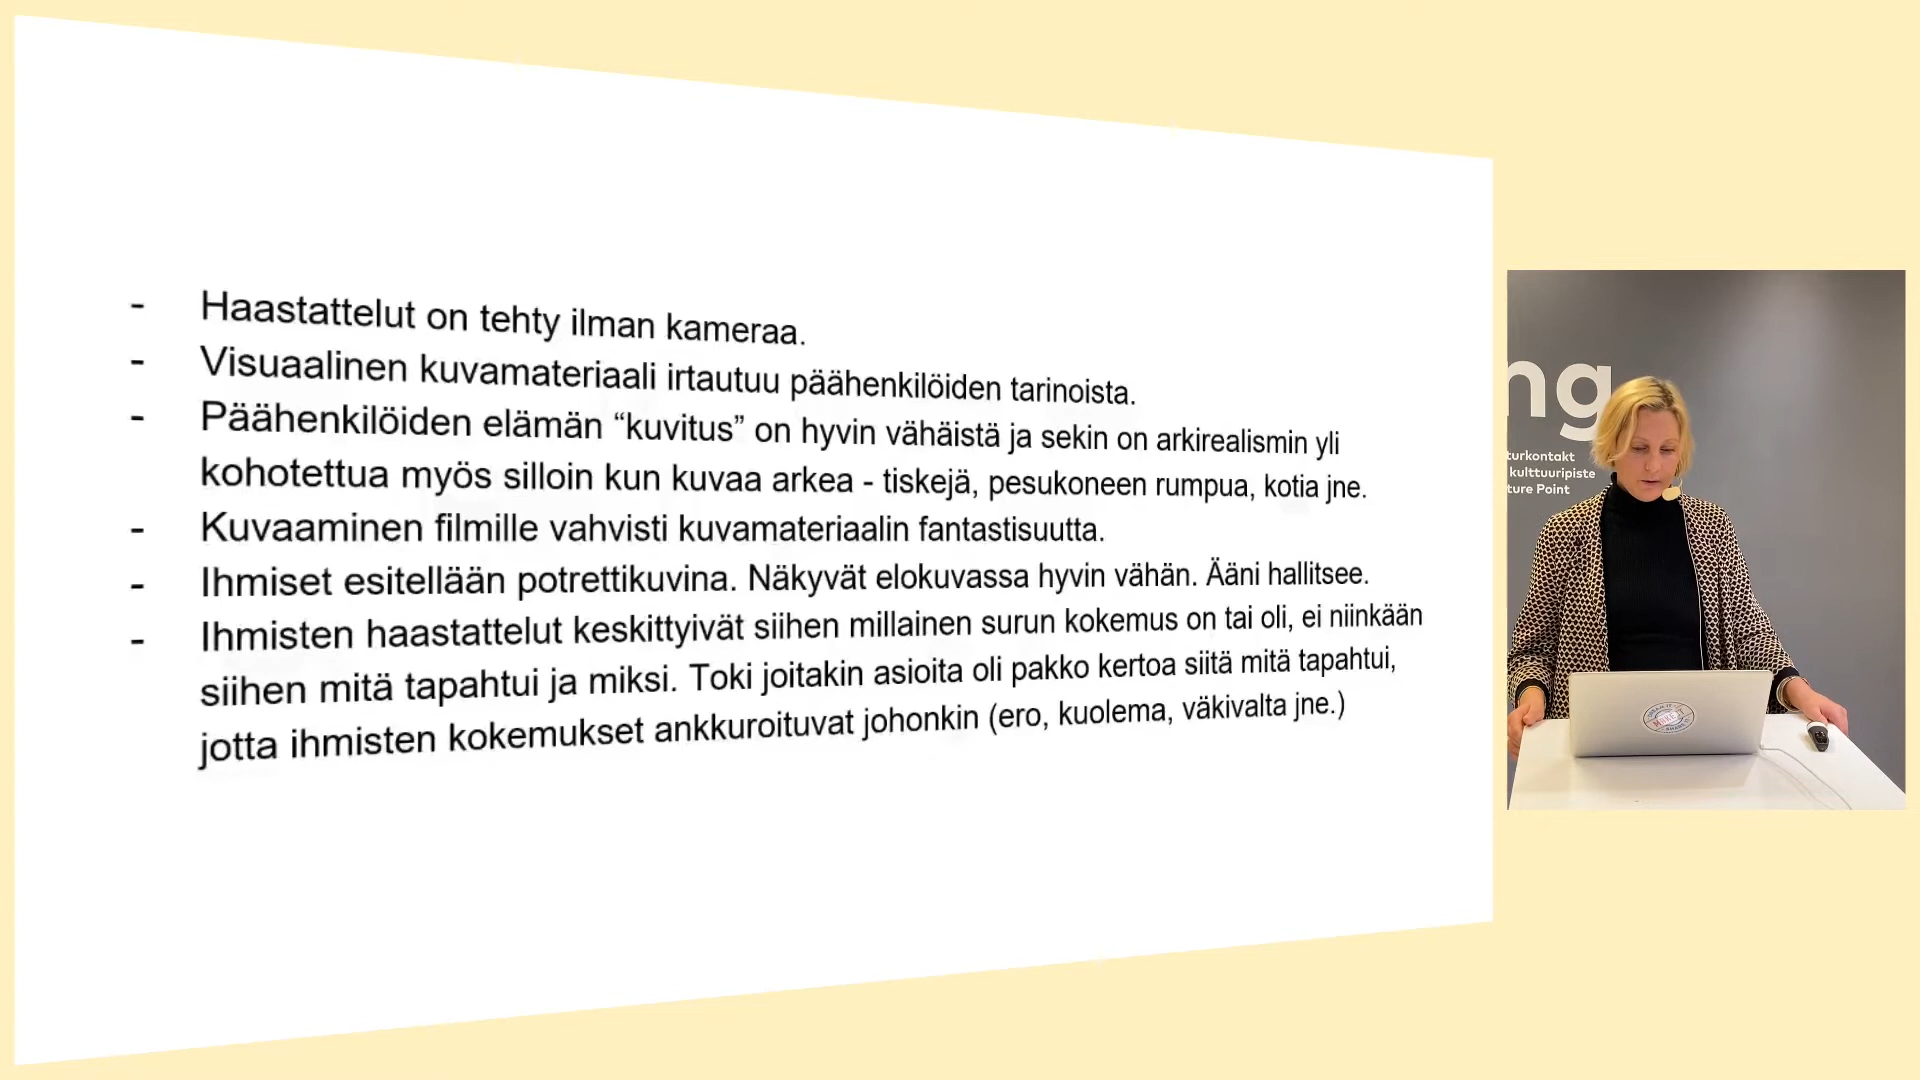 - Haastattelut on tehty ilman kameraa.
- Visuaalinen kuvamateriaali irtautuu päähenkilöiden tarinoista.
- Päähenkilöiden elämän “kuvitus” on hyvin vähäistä ja sekin on arkirealismin yli
kohotettua myös silloin kun kuvaa arkea - tiskejä, pesukoneen rumpua, kotia jne.
- Kuvaaminen filmille vahvisti kuvamateriaalin fantastisuutta.
- Ihmiset esitellään potrettikuvina. Näkyvät elokuvassa hyvin vähän. Ääni hallitsee.
- Ihmisten haastattelut keskittyivät siihen millainen surun kokemus on tai oli, ei niinkään
siihen mitä tapahtui ja miksi. Toki joitakin asioita oli pakko kertoa siitä mitä tapahtui,
jotta ihmisten kokemukset ankkuroituvat johonkin (ero, kuolema, väkivalta jne.)
ng
turkontakt
kulttuuripiste
ture Point